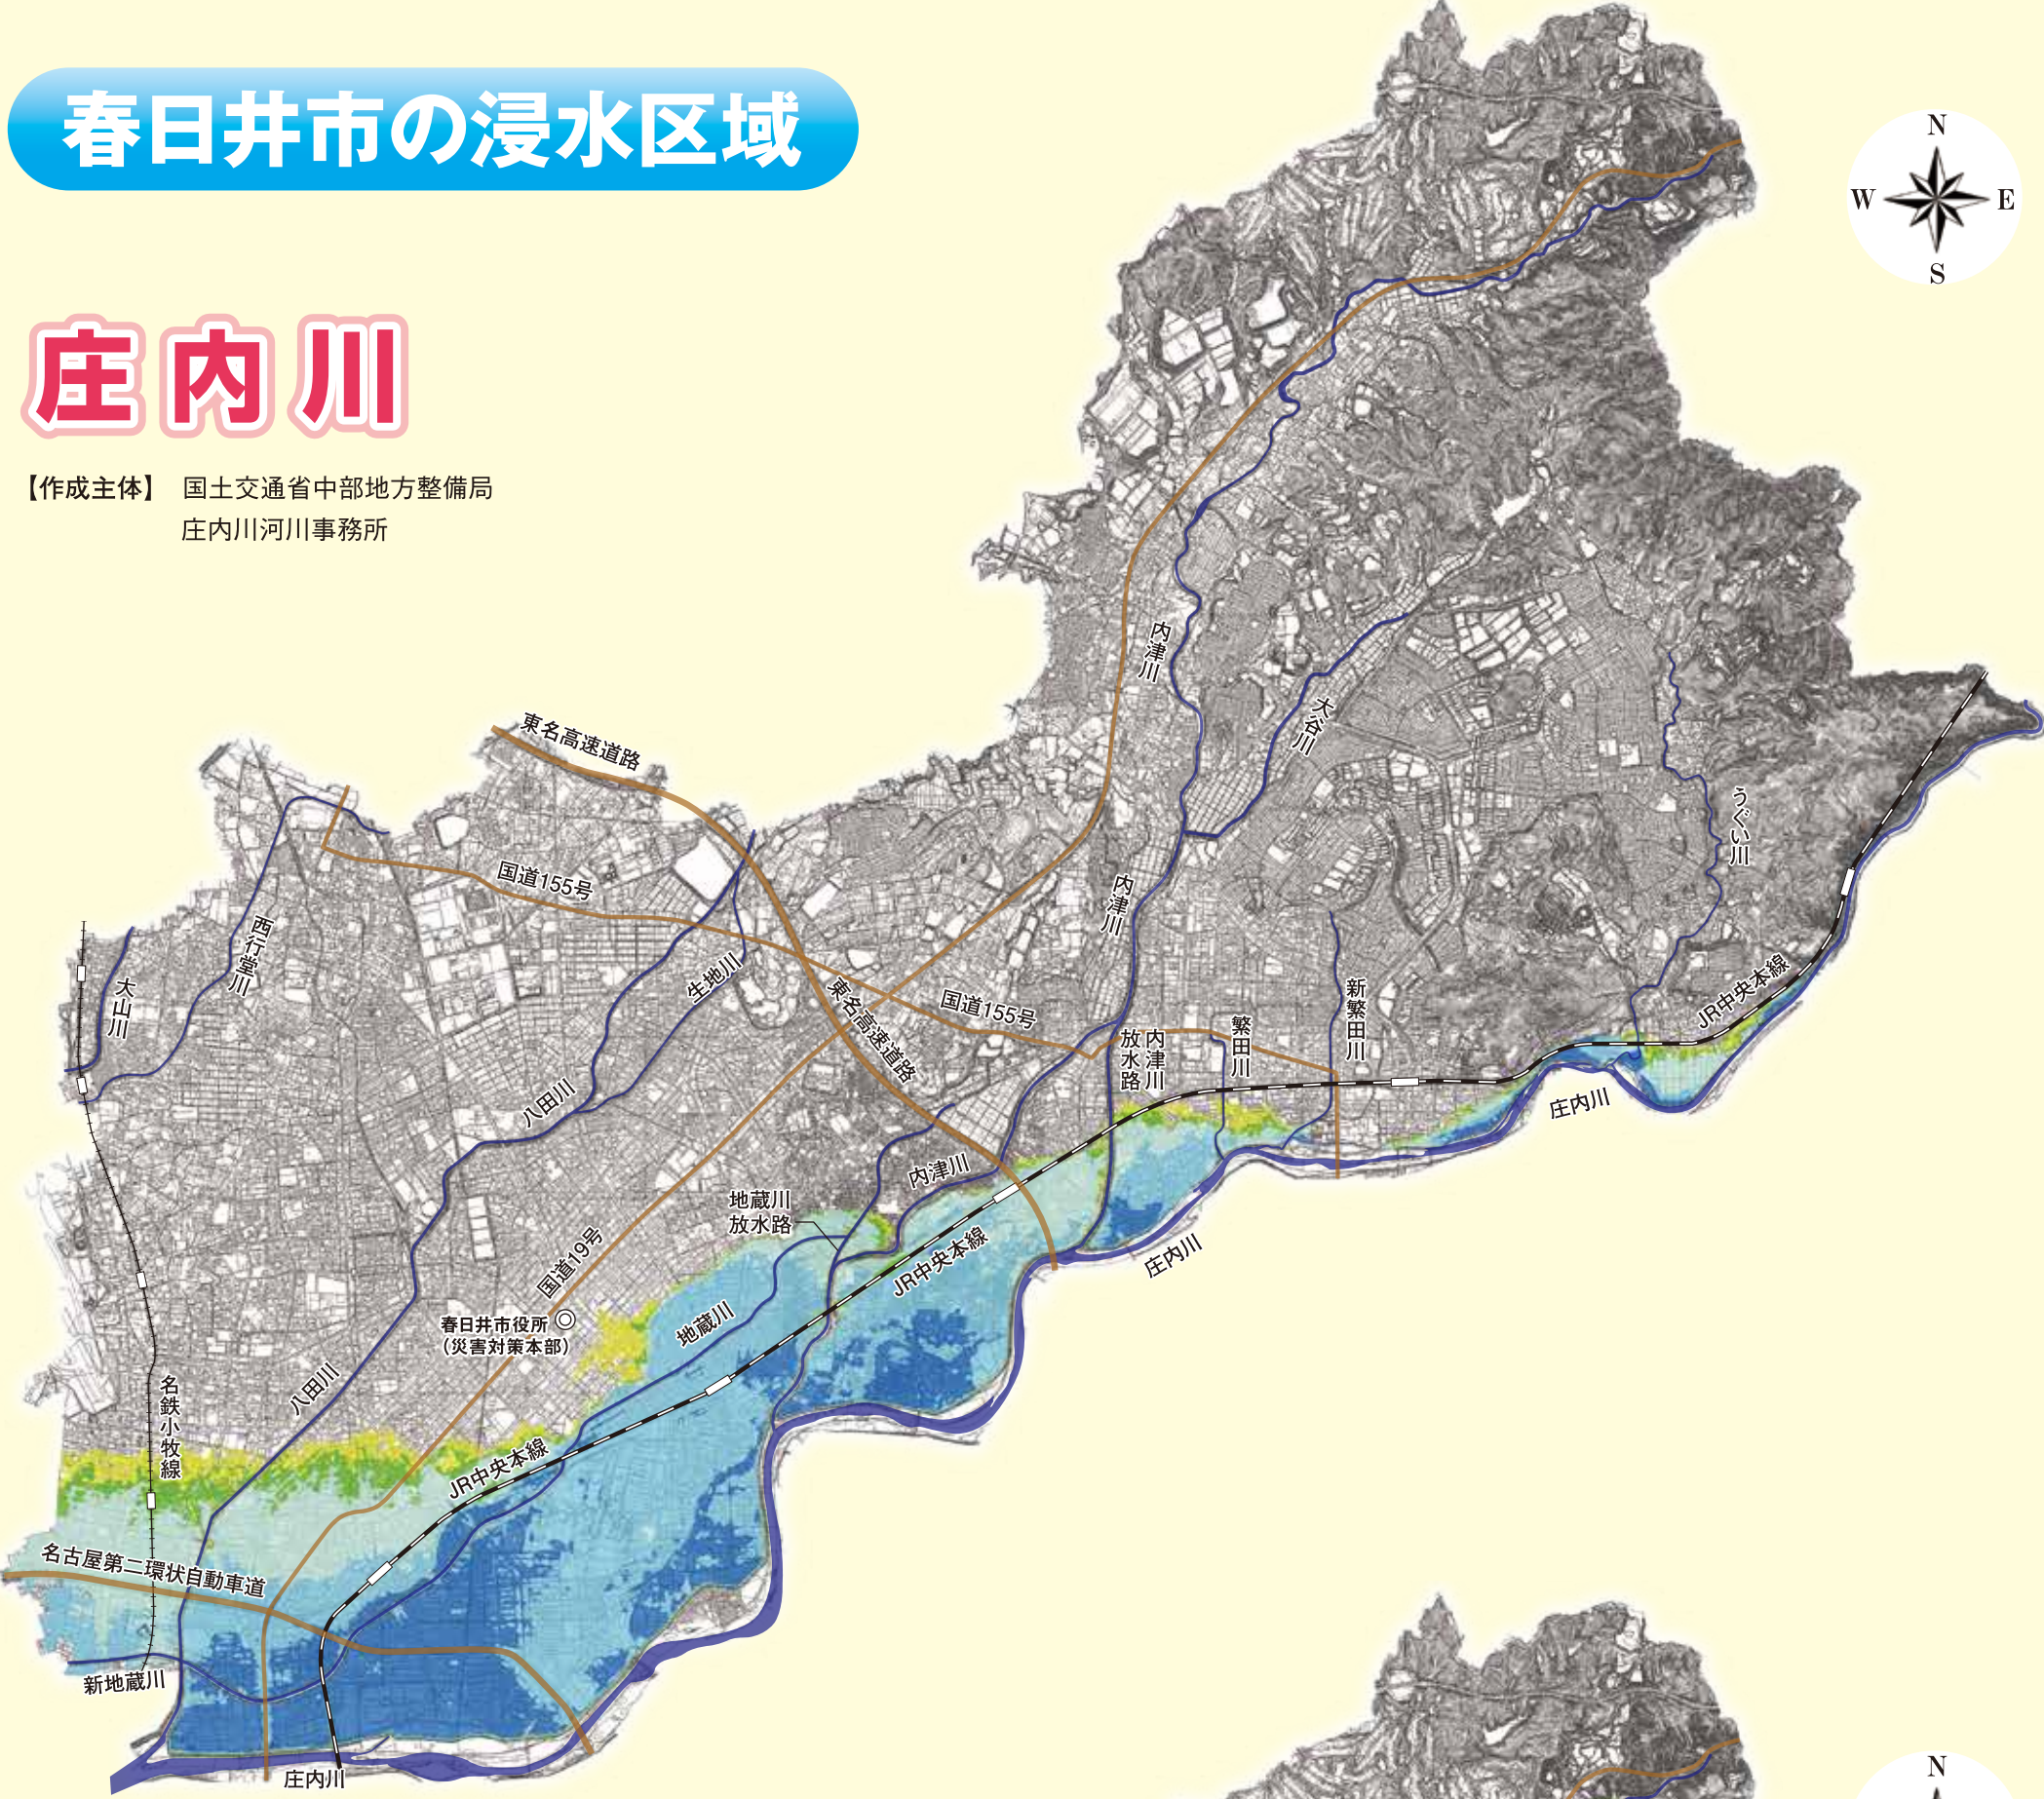 春日井市の浸水区域
N
W
E
S
庄内川
【作成主体】 国土交通省中部地方整備局
庄内川河川事務所
内津川
大谷川
東名高速道路
うぐい川
国道155号
内津川
西行堂川
大山川
生地川
東名高速道路
国道155号
新繁田川
JR中央本線
繁田川
内津川
放水路
八田川
庄内川
内津川
地蔵川
放水路
国道19号
JR中央本線
庄内川
春日井市役所
（災害対策本部）
地蔵川
八田川
名鉄小牧線
JR中央本線
名古屋第二環状自動車道
新地蔵川
庄内川
N